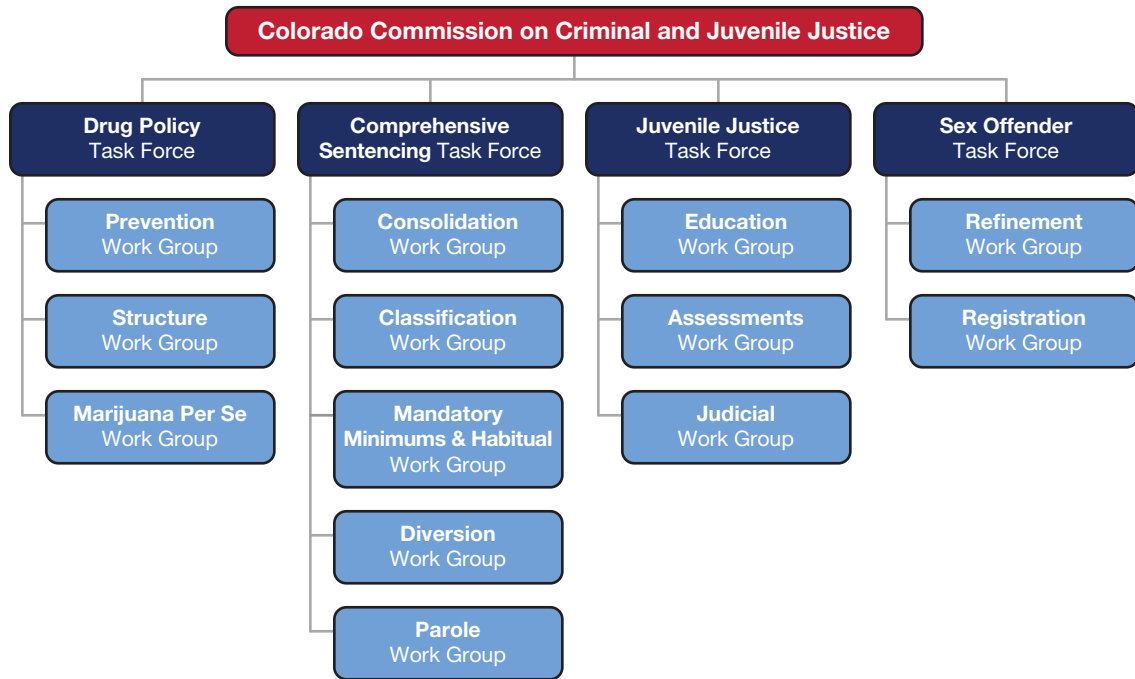 Colorado Commission on Criminal and Juvenile Justice
Drug Policy
Task Force
Prevention
Work Group
Structure
Work Group
Marijuana Per Se
Work Group
Comprehensive
Sentencing Task Force
Consolidation
Work Group
Classification
Work Group
Mandatory
Minimums & Habitual
Work Group
Diversion
Work Group
Parole
Work Group
Juvenile Justice
Task Force
Education
Work Group
Assessments
Work Group
Judicial
Work Group
Sex Offender
Task Force
Refinement
Work Group
Registration
Work Group